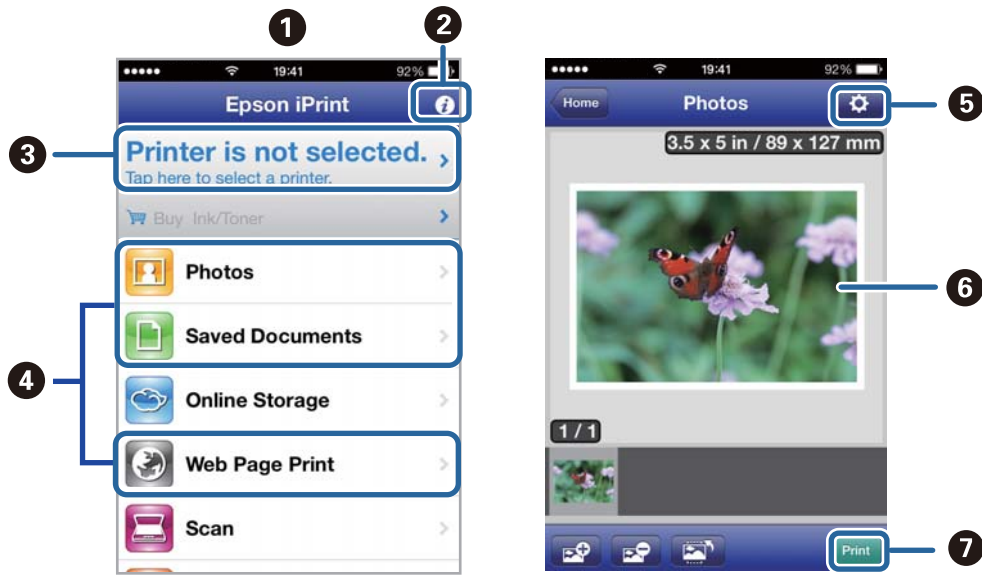 1
2
19:41
92%
Epson iPrint
i
3
Printer is not selected.
Tap here to select a printer.
Buy Ink/Toner
4
Photos
Saved Documents
Online Storage
Web Page Print
Scan
19:41
92%
Home
Photos
5
3.5 x 5 in / 89 x 127 mm
6
1 / 1
Print
7